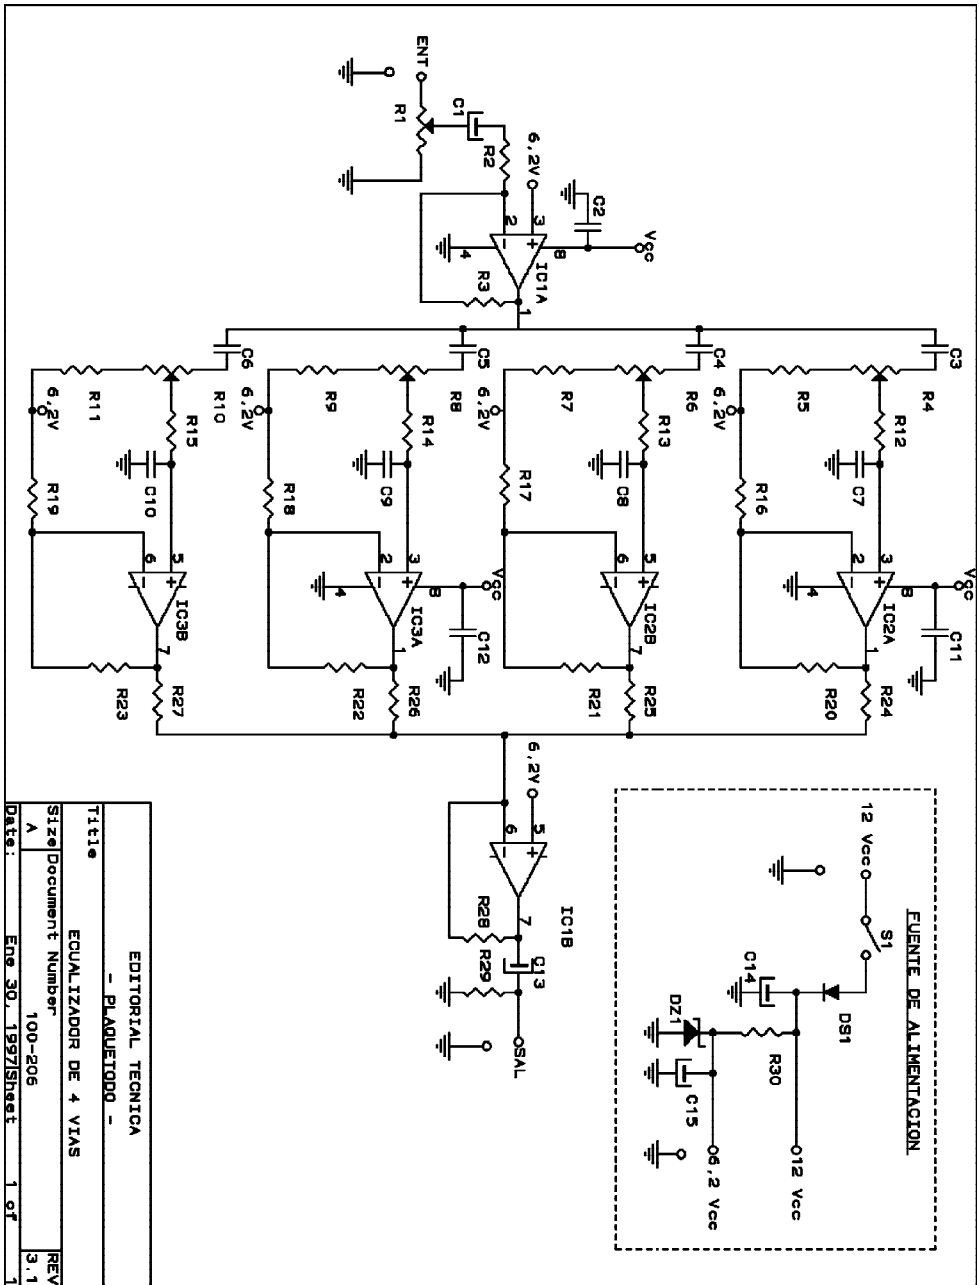 FUENTE DE ALIMENTACION
12 Vcc
S1
DS1
C14
R30
DZ1
C15
12 Vcc
6,2 Vcc
C3
R4
R5
6,2V
R12
C7
R16
3
2
8
4
Vcc
C11
IC2A
1
R20
R24
C4
R6
R7
6,2V
R13
C8
R17
5
6
IC2B
7
R21
R25
Vcc
C2
6,2V
3
2
8
4
IC1A
1
R3
ENT
R1
C1
R2
C5
R8
R9
6,2V
R14
C9
R18
3
2
8
4
Vcc
C12
IC3A
1
R22
R26
6,2V
5
6
IC1B
7
R28
R29
C13
SAL
C6
R10
R11
6,2V
R15
C10
R19
5
6
IC3B
7
R23
R27
EDITORIAL TECNICA
- PLAQUETODO -
Title
ECUALIZADOR DE 4 VIAS
Size Document Number REV
A 100-206 3.1
Date: Ene 30, 1997 Sheet 1 of 1